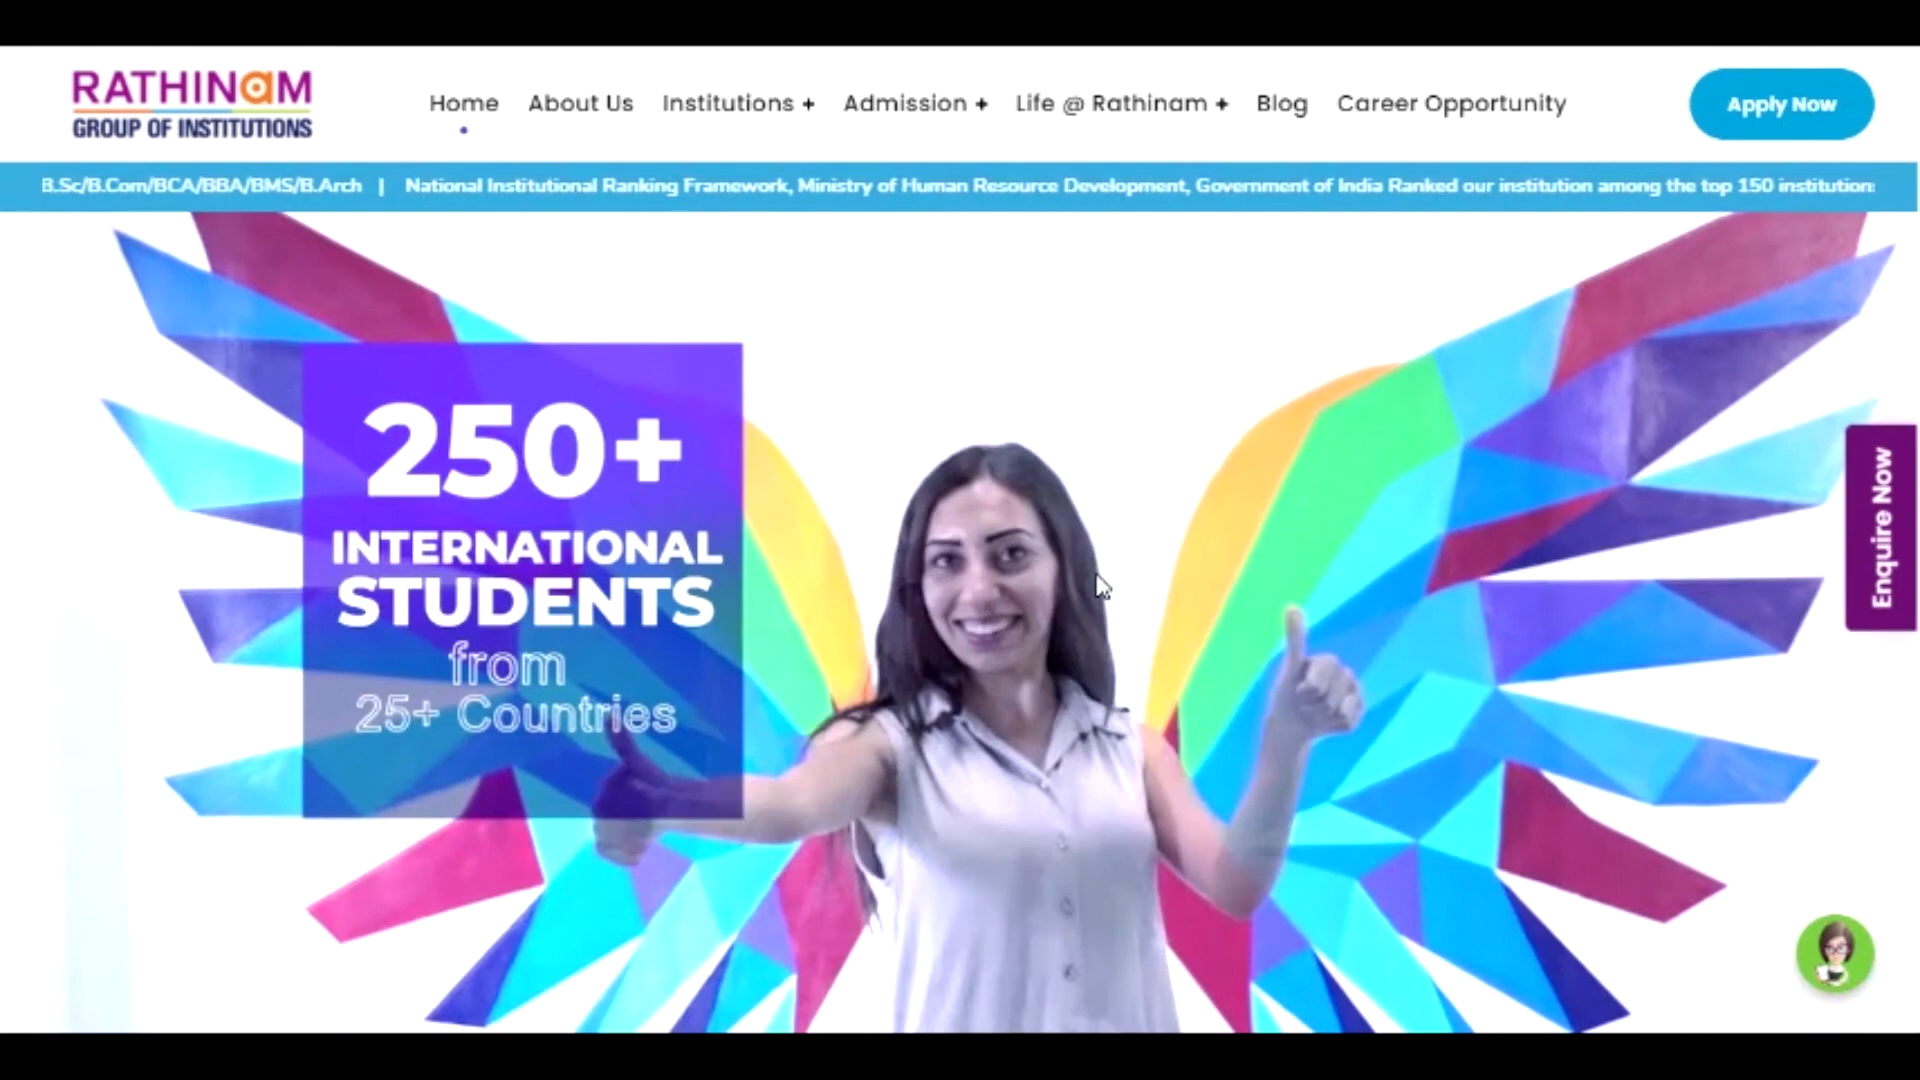 RATHINAM
GROUP OF INSTITUTIONS
Home
About Us
Institutions +
Admission +
Life @ Rathinam +
Blog
Career Opportunity
Apply Now
B.Sc/B.Com/BCA/BBA/BMS/B.Arch | National Institutional Ranking Framework, Ministry of Human Resource Development, Government of India Ranked our institution among the top 150 institutions
250+
INTERNATIONAL
STUDENTS
from
25+ Countries
Enquire Now